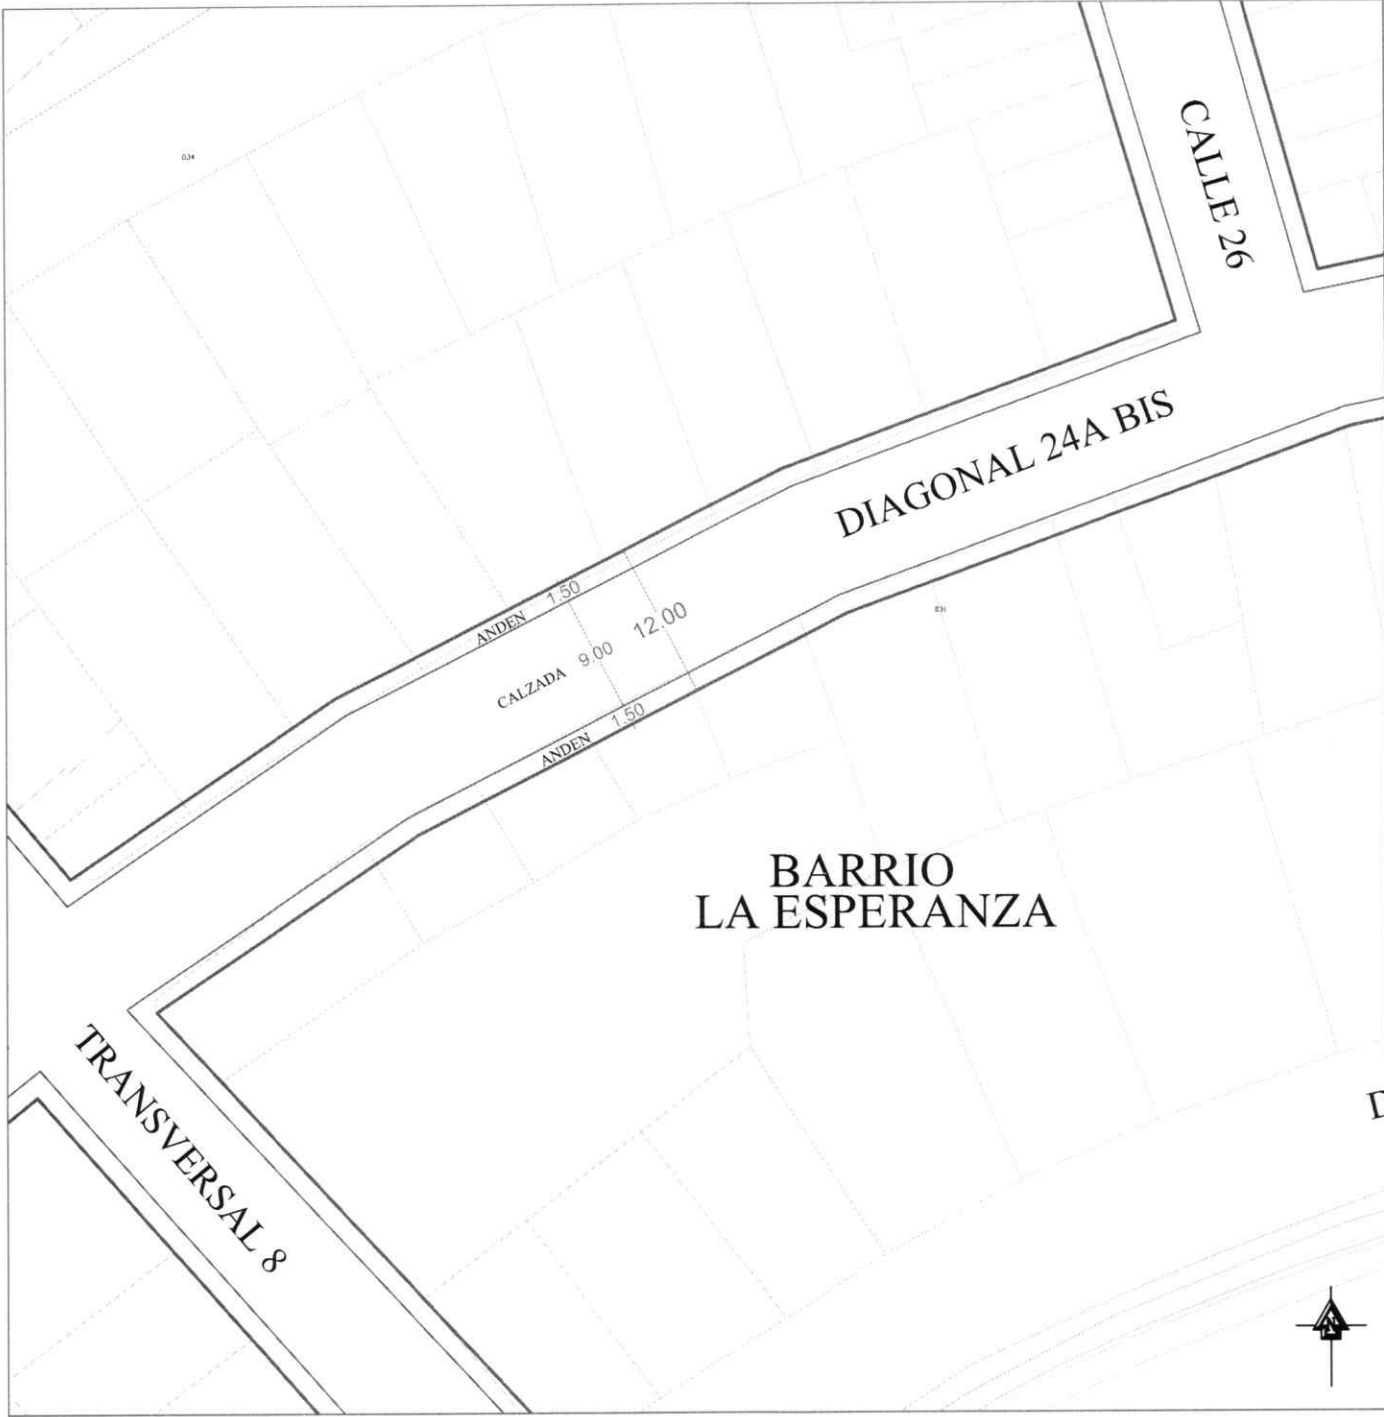 034
CALLE 26
DIAGONAL 24A BIS
ANDEN 1.50
CALZADA 9.00 12.00
ANDEN 1.50
BARRIO
LA ESPERANZA
TRANSVERSAL 8
D
N